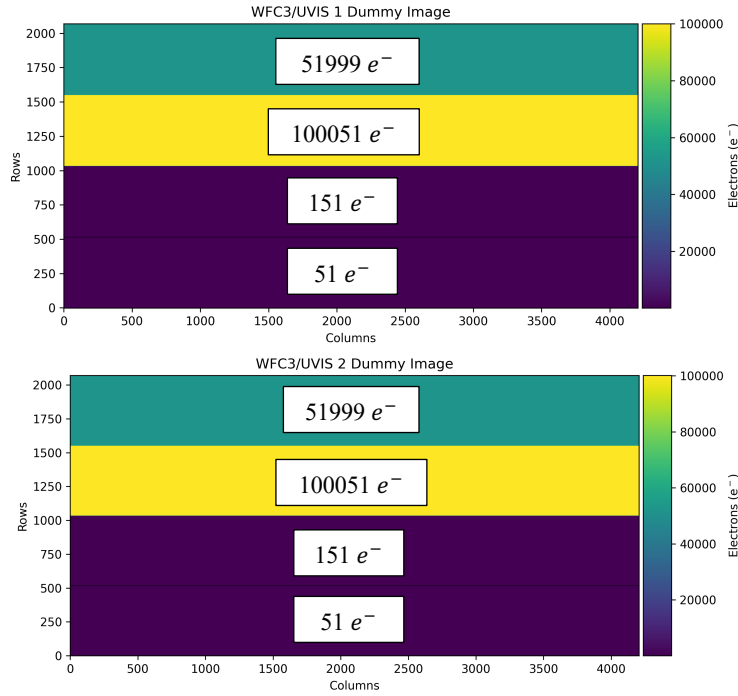 WFC3/UVIS 1 Dummy Image
2000
1750
1500
1250
1000
750
500
250
0
Rows
51999 e⁻
100051 e⁻
151 e⁻
51 e⁻
0 500 1000 1500 2000 2500 3000 3500 4000
Columns
100000
80000
60000
40000
20000
Electrons (e⁻)
WFC3/UVIS 2 Dummy Image
2000
1750
1500
1250
1000
750
500
250
0
Rows
51999 e⁻
100051 e⁻
151 e⁻
51 e⁻
0 500 1000 1500 2000 2500 3000 3500 4000
Columns
100000
80000
60000
40000
20000
Electrons (e⁻)